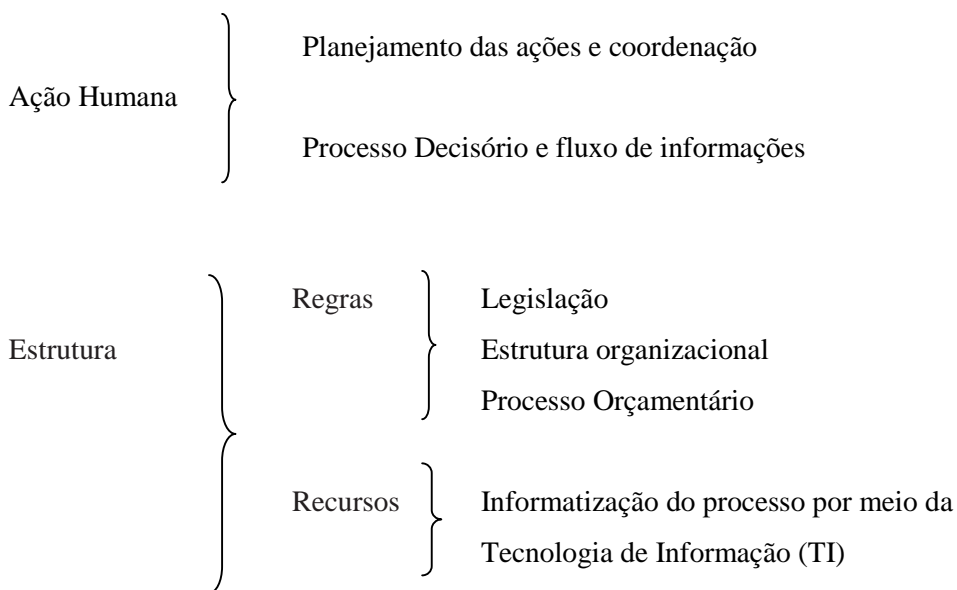 Planejamento das ações e coordenação
Ação Humana
Processo Decisório e fluxo de informações
Regras
Legislação
Estrutura
Estrutura organizacional
Processo Orçamentário
Recursos
Informatização do processo por meio da
Tecnologia de Informação (TI)